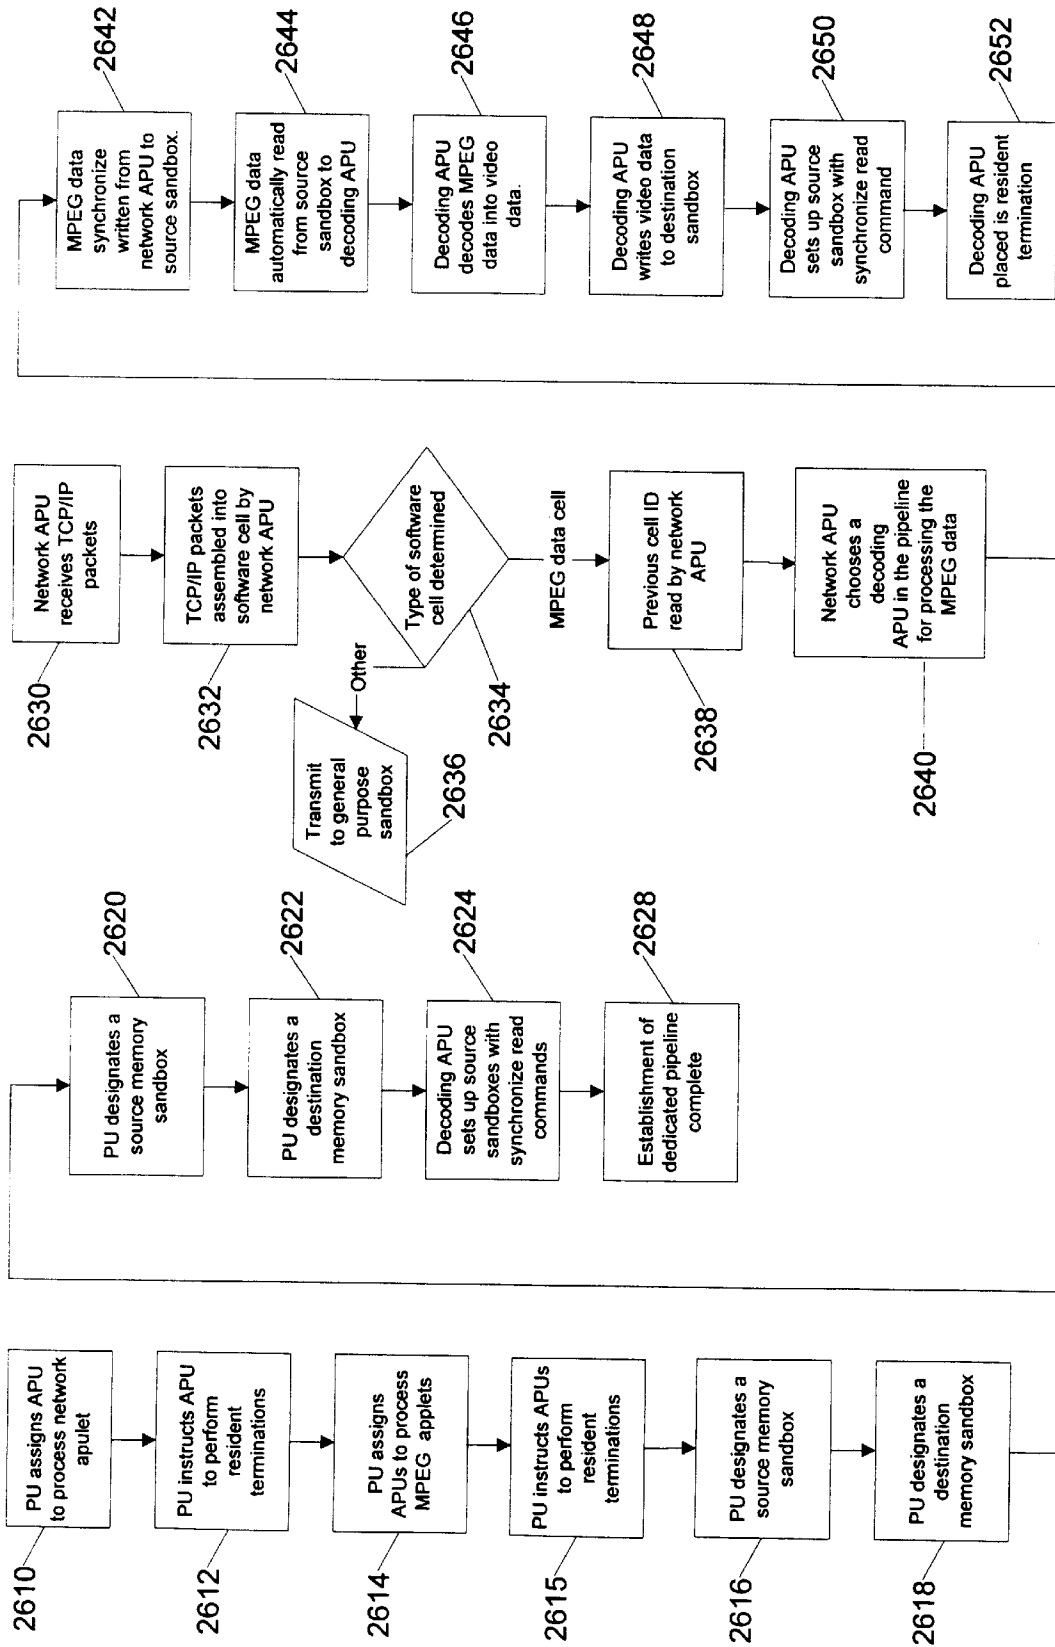 2610
PU assigns APU
to process network
apulet
2612
PU instructs APU
to perform
resident
terminations
2614
PU assigns
APUs to process
MPEG applets
2615
PU instructs APUs
to perform
resident
terminations
2616
PU designates a
source memory
sandbox
2618
PU designates a
destination
memory sandbox
2620
PU designates a
source memory
sandbox
2622
PU designates a
destination
memory sandbox
2624
Decoding APU
sets up source
sandboxes with
synchronize read
commands
2628
Establishment of
dedicated pipeline
complete
2630
Network APU
receives TCP/IP
packets
2632
TCP/IP packets
assembled into
software cell by
network APU
2634
Type of software
cell determined
Other
2636
Transmit
to general
purpose
sandbox
MPEG data cell
2638
Previous cell ID
read by network
APU
2640
Network APU
chooses a
decoding
APU in the pipeline
for processing the
MPEG data
2642
MPEG data
synchronize
written from
network APU to
source sandbox.
2644
MPEG data
automatically read
from source
sandbox to
decoding APU
2646
Decoding APU
decodes MPEG
data into video
data.
2648
Decoding APU
writes video data
to destination
sandbox
2650
Decoding APU
sets up source
sandbox with
synchronize read
command
2652
Decoding APU
placed is resident
termination